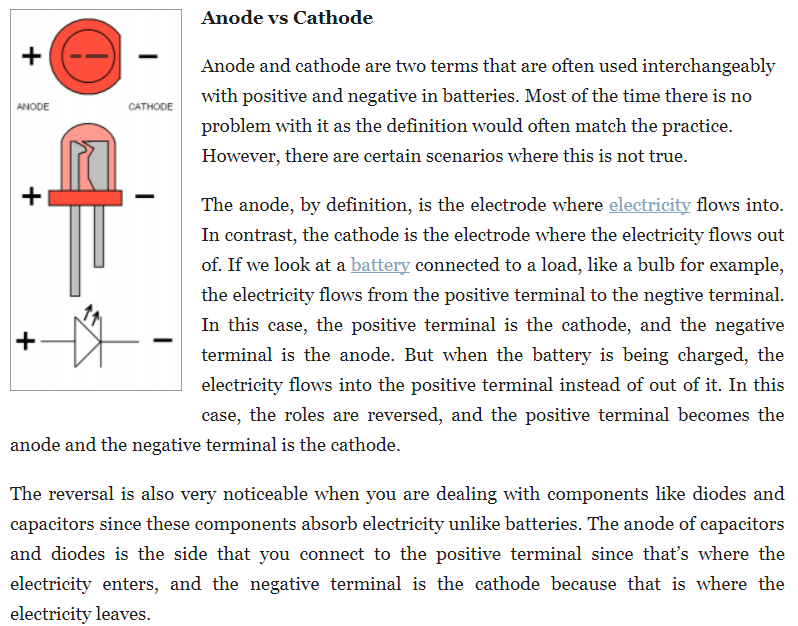 Anode vs Cathode
+ −
ANODE CATHODE
+ −
+ −
Anode and cathode are two terms that are often used interchangeably
with positive and negative in batteries. Most of the time there is no
problem with it as the definition would often match the practice.
However, there are certain scenarios where this is not true.
The anode, by definition, is the electrode where electricity flows into.
In contrast, the cathode is the electrode where the electricity flows out
of. If we look at a battery connected to a load, like a bulb for example,
the electricity flows from the positive terminal to the negtive terminal.
In this case, the positive terminal is the cathode, and the negative
terminal is the anode. But when the battery is being charged, the
electricity flows into the positive terminal instead of out of it. In this
case, the roles are reversed, and the positive terminal becomes the
anode and the negative terminal is the cathode.
The reversal is also very noticeable when you are dealing with components like diodes and
capacitors since these components absorb electricity unlike batteries. The anode of capacitors
and diodes is the side that you connect to the positive terminal since that’s where the
electricity enters, and the negative terminal is the cathode because that is where the
electricity leaves.